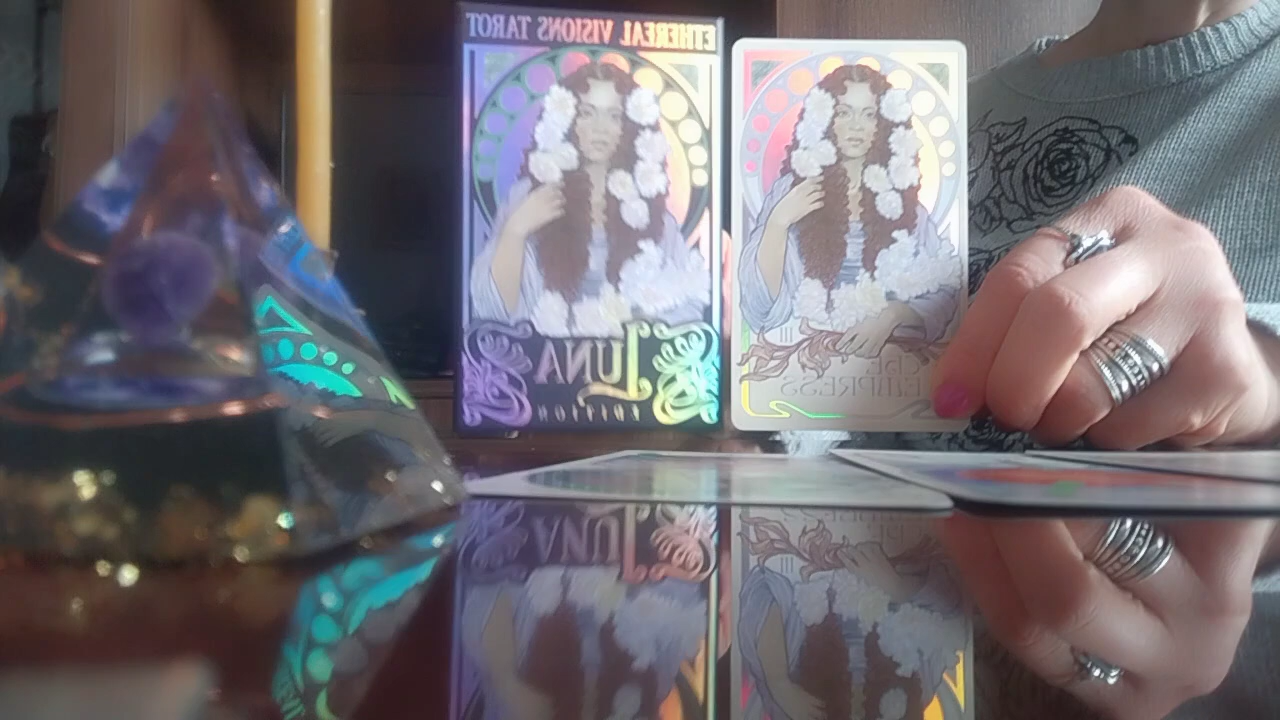 ETHEREAL VISIONS TAROT
LUNA
EDITION
III
THE
EMPRESS